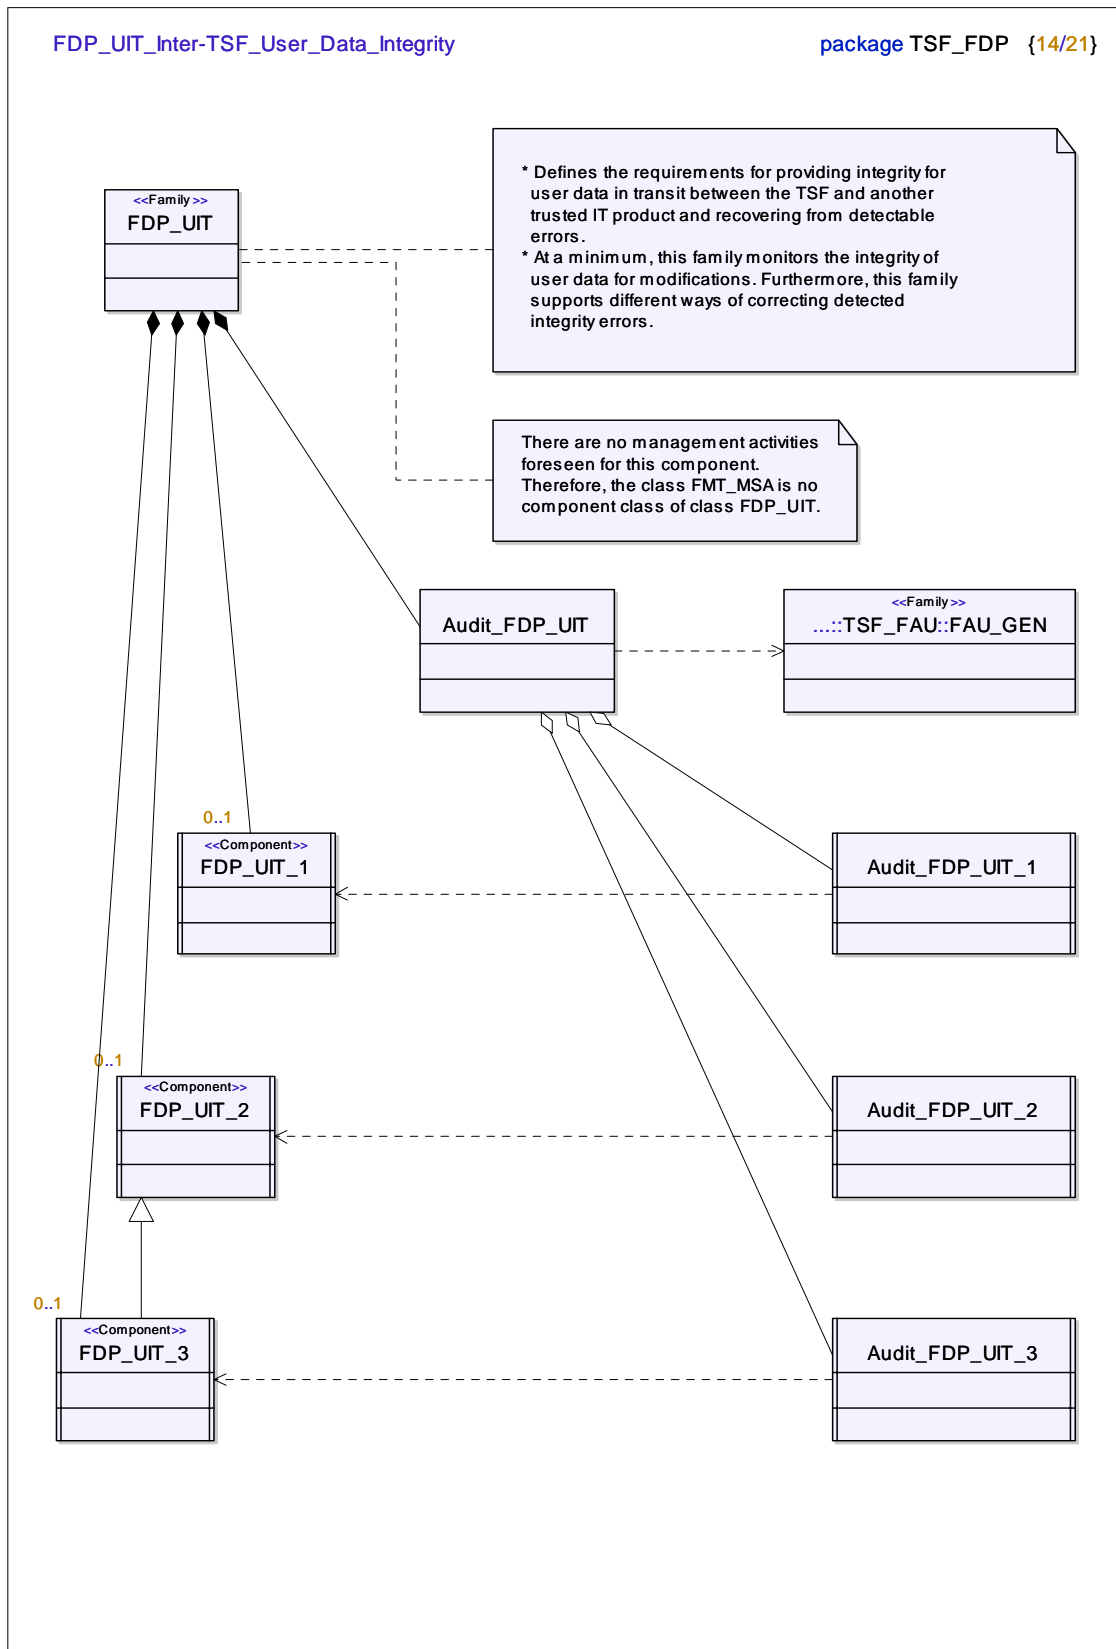 FDP_UIT_Inter-TSF_User_Data_Integrity
package TSF_FDP {14/21}
* Defines the requirements for providing integrity for
user data in transit between the TSF and another
trusted IT product and recovering from detectable
errors.
* At a minimum, this family monitors the integrity of
user data for modifications. Furthermore, this family
supports different ways of correcting detected
integrity errors.
<<Family>>
FDP_UIT
There are no management activities
foreseen for this component.
Therefore, the class FMT_MSA is no
component class of class FDP_UIT.
Audit_FDP_UIT
<<Family>>
...::TSF_FAU::FAU_GEN
0..1
<<Component>>
FDP_UIT_1
Audit_FDP_UIT_1
0..1
<<Component>>
FDP_UIT_2
Audit_FDP_UIT_2
0..1
<<Component>>
FDP_UIT_3
Audit_FDP_UIT_3